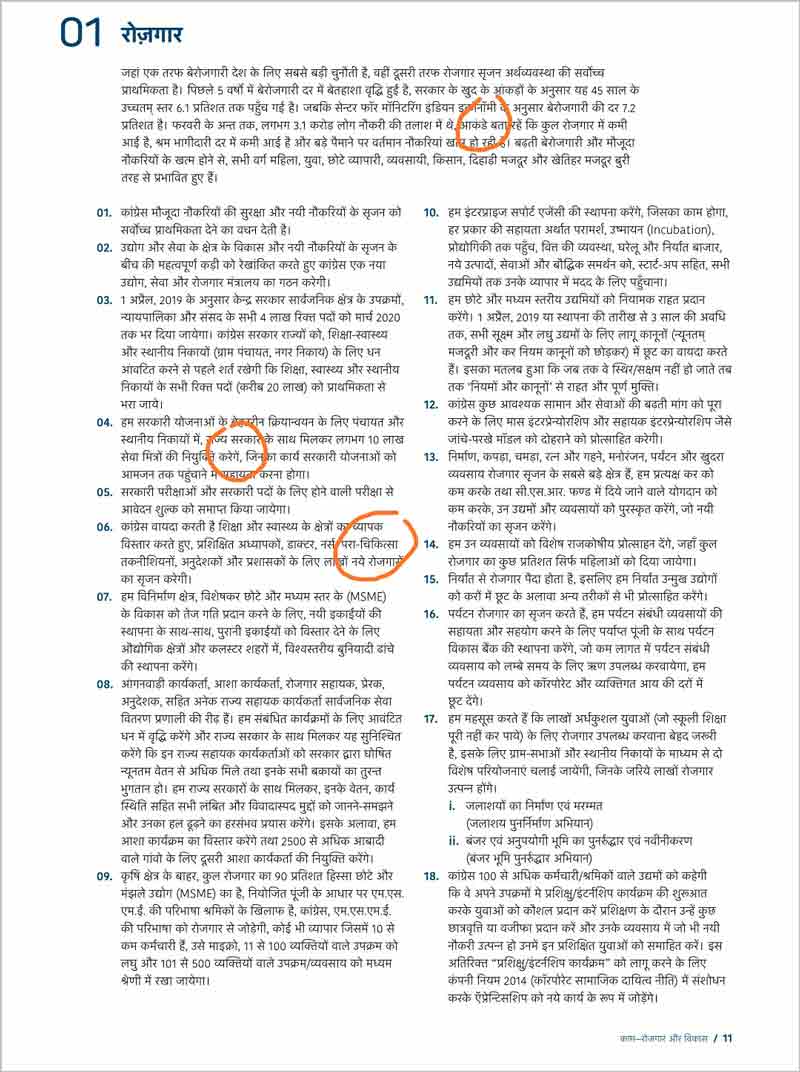 01 रोज़गार
जहां एक तरफ बेरोजगारी देश के लिए सबसे बड़ी चुनौती है, वहीं दूसरी तरफ रोजगार सृजन अर्थव्यवस्था की सर्वोच्च
प्राथमिकता है। पिछले 5 वर्षो में बेरोजगारी दर में बेतहाशा वृद्धि हुई है, सरकार के खुद के आंकड़ों के अनुसार यह 45 साल के
उच्चतम् स्तर 6.1 प्रतिशत तक पहुँच गई है। जबकि सेन्टर फॉर मॉनिटरिंग इंडियन इकॉनॉमी के अनुसार बेरोजगारी की दर 7.2
प्रतिशत है। फरवरी के अन्त तक, लगभग 3.1 करोड़ लोग नौकरी की तलाश में थे, आकंडे बता रहें कि कुल रोजगार में कमी
आई है, श्रम भागीदारी दर में कमी आई है और बड़े पैमाने पर वर्तमान नौकरियां खत्म हो रही है। बढ़ती बेरोजगारी और मौजूदा
नौकरियों के खत्म होने से, सभी वर्ग महिला, युवा, छोटे व्यापारी, व्यवसायी, किसान, दिहाड़ी मजदूर और खेतिहर मजदूर बुरी
तरह से प्रभावित हुए हैं।
01. कांग्रेस मौजूदा नौकरियों की सुरक्षा और नयी नौकरियों के सृजन को
सर्वोच्च प्राथमिकता देने का वचन देती है।
02. उद्योग और सेवा के क्षेत्र के विकास और नयी नौकरियों के सृजन के
बीच की महत्वपूर्ण कड़ी को रेखांकित करते हुए कांग्रेस एक नया
उद्योग, सेवा और रोजगार मंत्रालय का गठन करेगी।
03. 1 अप्रैल, 2019 के अनुसार केन्द्र सरकार सार्वजनिक क्षेत्र के उपक्रमों,
न्यायपालिका और संसद के सभी 4 लाख रिक्त पदों को मार्च 2020
तक भर दिया जायेगा। कांग्रेस सरकार राज्यों को, शिक्षा-स्वास्थ्य
और स्थानीय निकायों (ग्राम पंचायत, नगर निकाय) के लिए धन
आंवटित करने से पहले शर्त रखेगी कि शिक्षा, स्वास्थ्य और स्थानीय
निकायों के सभी रिक्त पदों (करीब 20 लाख) को प्राथमिकता से
भरा जाये।
04. हम सरकारी योजनाओं के बेहतरीन क्रियान्वयन के लिए पंचायत और
स्थानीय निकायों में, राज्य सरकार के साथ मिलकर लगभग 10 लाख
सेवा मित्रों की नियुक्ति करेगें, जिनका कार्य सरकारी योजनाओं को
आमजन तक पहुंचाने में सहायता करना होगा।
05. सरकारी परीक्षाओं और सरकारी पदों के लिए होने वाली परीक्षा से
आवेदन शुल्क को समाप्त किया जायेगा।
06. कांग्रेस वायदा करती है शिक्षा और स्वास्थ्य के क्षेत्रों का व्यापक
विस्तार करते हुए, प्रशिक्षित अध्यापकों, डाक्टर, नर्स, परा-चिकित्सा
तकनीशियनों, अनुदेशकों और प्रशासकों के लिए लाखों नये रोजगारों
का सृजन करेगी।
07. हम विनिर्माण क्षेत्र, विशेषकर छोटे और मध्यम स्तर के (MSME)
के विकास को तेज गति प्रदान करने के लिए, नयी इकाईयों की
स्थापना के साथ-साथ, पुरानी इकाईयों को विस्तार देने के लिए
औद्योगिक क्षेत्रों और कलस्टर शहरों में, विश्वस्तरीय बुनियादी ढांचे
की स्थापना करेंगे।
08. आंगनवाड़ी कार्यकर्ता, आशा कार्यकर्ता, रोजगार सहायक, प्रेरक,
अनुदेशक, सहित अनेक राज्य सहायक कार्यकर्ता सार्वजनिक सेवा
वितरण प्रणाली की रीढ़ हैं। हम संबंधित कार्यक्रमों के लिए आवंटित
धन में वृद्धि करेंगे और राज्य सरकार के साथ मिलकर यह सुनिश्चित
करेंगे कि इन राज्य सहायक कार्यकर्ताओं को सरकार द्वारा घोषित
न्यूनतम वेतन से अधिक मिले तथा इनके सभी बकायों का तुरन्त
भुगतान हो। हम राज्य सरकारों के साथ मिलकर, इनके वेतन, कार्य
स्थिति सहित सभी लंबित और विवादास्पद मुद्दों को जानने-समझने
और उनका हल ढूढ़ने का हरसंभव प्रयास करेंगे। इसके अलावा, हम
आशा कार्यक्रम का विस्तार करेंगे तथा 2500 से अधिक आबादी
वाले गांवो के लिए दूसरी आशा कार्यकर्ता की नियुक्ति करेंगे।
09. कृषि क्षेत्र के बाहर, कुल रोजगार का 90 प्रतिशत हिस्सा छोटे और
मंझले उद्योग (MSME) का है, नियोजित पूंजी के आधार पर एम.एस.
एम.ई. की परिभाषा श्रमिकों के खिलाफ है, कांग्रेस, एम.एस.एम.ई.
की परिभाषा को रोजगार से जोड़ेगी, कोई भी व्यापार जिसमें 10 से
कम कर्मचारी हैं, उसे माइक्रो, 11 से 100 व्यक्तियों वाले उपक्रम को
लघु और 101 से 500 व्यक्तियों वाले उपक्रम/व्यवसाय को मध्यम
श्रेणी में रखा जायेगा।
10. हम इंटरप्राइज सपोर्ट एजेंसी की स्थापना करेंगे, जिसका काम होगा,
हर प्रकार की सहायता अर्थात परामर्श, उष्मायन (Incubation),
प्रोद्योगिकी तक पहुँच, वित्त की व्यवस्था, घरेलू और निर्यात बाजार,
नये उत्पादों, सेवाओं और बौद्धिक समर्थन को, स्टार्ट-अप सहित, सभी
उद्यमियों तक उनके व्यापार में मदद के लिए पहुँचाना।
11. हम छोटे और मध्यम स्तरीय उद्यमियों को नियामक राहत प्रदान
करेंगे। 1 अप्रैल, 2019 या स्थापना की तारीख से 3 साल की अवधि
तक, सभी सूक्ष्म और लघु उद्यमों के लिए लागू कानूनों (न्यूनतम्
मजदूरी और कर नियम कानूनों को छोड़कर) में छूट का वायदा करते
हैं। इसका मतलब हुआ कि जब तक वे स्थिर/सक्षम नहीं हो जाते तब
तक 'नियमों और कानूनों' से राहत और पूर्ण मुक्ति।
12. कांग्रेस कुछ आवश्यक सामान और सेवाओं की बढ़ती मांग को पूरा
करने के लिए मास इंटरप्रेन्योरशिप और सहायक इंटरप्रेन्योरशिप जैसे
जांचे-परखे मॉडल को दोहराने को प्रोत्साहित करेगी।
13. निर्माण, कपड़ा, चमड़ा, रत्न और गहने, मनोरंजन, पर्यटन और खुदरा
व्यवसाय रोजगार सृजन के सबसे बड़े क्षेत्र हैं, हम प्रत्यक्ष कर को
कम करके तथा सी.एस.आर. फण्ड में दिये जाने वाले योगदान को
कम करके, उन उद्यमों और व्यवसायों को पुरस्कृत करेंगे, जो नयी
नौकरियों का सृजन करेंगे।
14. हम उन व्यवसायों को विशेष राजकोषीय प्रोत्साहन देंगे, जहाँ कुल
रोजगार का कुछ प्रतिशत सिर्फ महिलाओं को दिया जायेगा।
15. निर्यात से रोजगार पैदा होता है, इसलिए हम निर्यात उन्मुख उद्योगों
को करों में छूट के अलावा अन्य तरीकों से भी प्रोत्साहित करेंगे।
16. पर्यटन रोजगार का सृजन करते हैं, हम पर्यटन संबंधी व्यवसायों की
सहायता और सहयोग करने के लिए पर्याप्त पूंजी के साथ पर्यटन
विकास बैंक की स्थापना करेंगे, जो कम लागत में पर्यटन संबंधी
व्यवसाय को लम्बे समय के लिए ऋण उपलब्ध करवायेगा, हम
पर्यटन व्यवसाय को कॉरपोरेट और व्यक्तिगत आय की दरों में
छूट देंगे।
17. हम महसूस करते हैं कि लाखों अर्धकुशल युवाओं (जो स्कूली शिक्षा
पूरी नहीं कर पाये) के लिए रोजगार उपलब्ध करवाना बेहद जरूरी
है, इसके लिए ग्राम-सभाओं और स्थानीय निकायों के माध्यम से दो
विशेष परियोजनाएं चलाई जायेंगी, जिनके जरिये लाखों रोजगार
उत्पन्न होंगे।
i. जलाशयों का निर्माण एवं मरम्मत
(जलाशय पुनर्निर्माण अभियान)
ii. बंजर एवं अनुपयोगी भूमि का पुनर्रुद्धार एवं नवीनीकरण
(बंजर भूमि पुनर्रुद्धार अभियान)
18. कांग्रेस 100 से अधिक कर्मचारी/श्रमिकों वाले उद्यमों को कहेगी
कि वे अपने उपक्रमों मे प्रशिक्षु/इंटर्नशिप कार्यक्रम की शुरूआत
करके युवाओं को कौशल प्रदान करें प्रशिक्षण के दौरान उन्हें कुछ
छात्रवृत्ति या वजीफा प्रदान करें और उनके व्यवसाय में जो भी नयी
नौकरी उत्पन्न हो उनमें इन प्रशिक्षित युवाओं को समाहित करें। इस
अतिरिक्त "प्रशिक्षु/इंटर्नशिप कार्यक्रम" को लागू करने के लिए
कंपनी नियम 2014 (कॉरपोरेट सामाजिक दायित्व नीति) में संशोधन
करके ऍप्रेन्टिसशिप को नये कार्य के रूप में जोड़ेंगे।
काम–रोजगार और विकास / 11